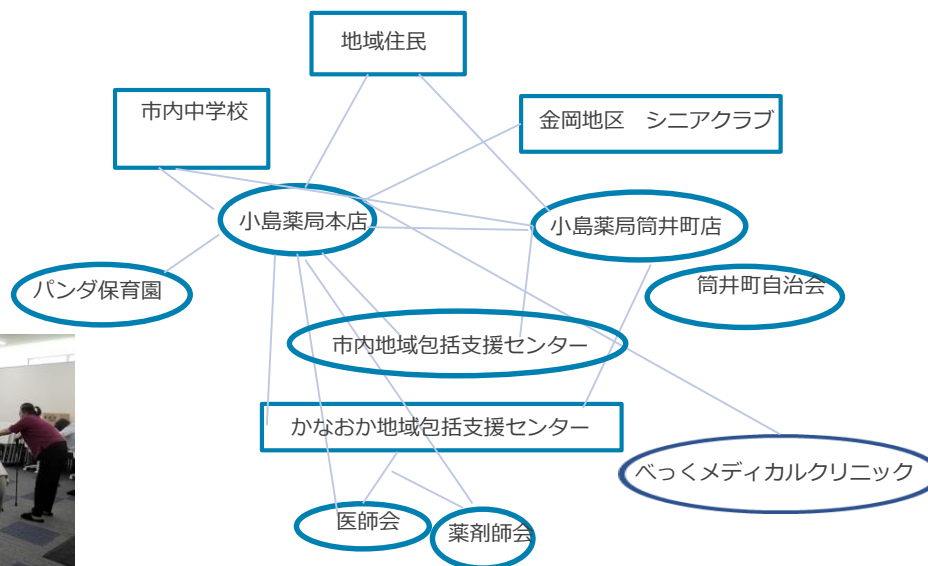 地域住民
市内中学校
金岡地区　シニアクラブ
小島薬局本店
小島薬局筒井町店
パンダ保育園
筒井町自治会
市内地域包括支援センター
かなおか地域包括支援センター
べっくメディカルクリニック
医師会
薬剤師会